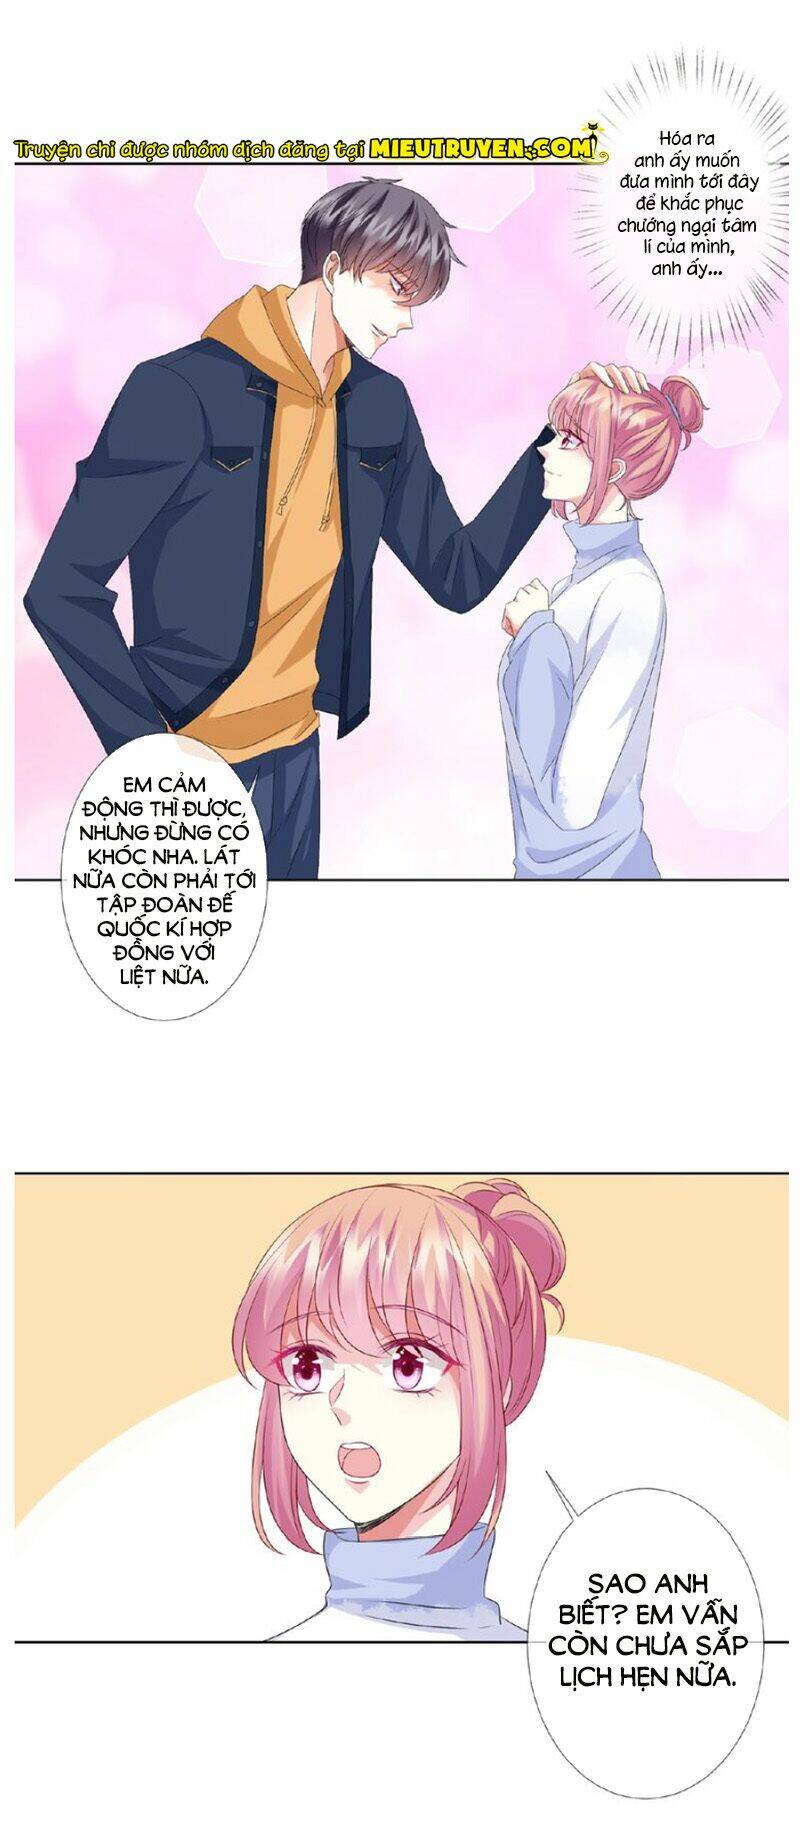 Truyện chỉ được nhóm dịch đăng tại MIEUTRUYEN.COM
Hóa ra
anh ấy muốn
đưa mình tới đây
để khắc phục
chướng ngại tâm
lí của mình,
anh ấy...
EM CẢM
ĐỘNG THÌ ĐƯỢC,
NHƯNG ĐỪNG CÓ
KHÓC NHA. LÁT
NỮA CÒN PHẢI TỚI
TẬP ĐOÀN ĐẾ
QUỐC KÍ HỢP
ĐỒNG VỚI
LIỆT NỮA.
SAO ANH
BIẾT? EM VẪN
CÒN CHƯA SẮP
LỊCH HẸN NỮA.